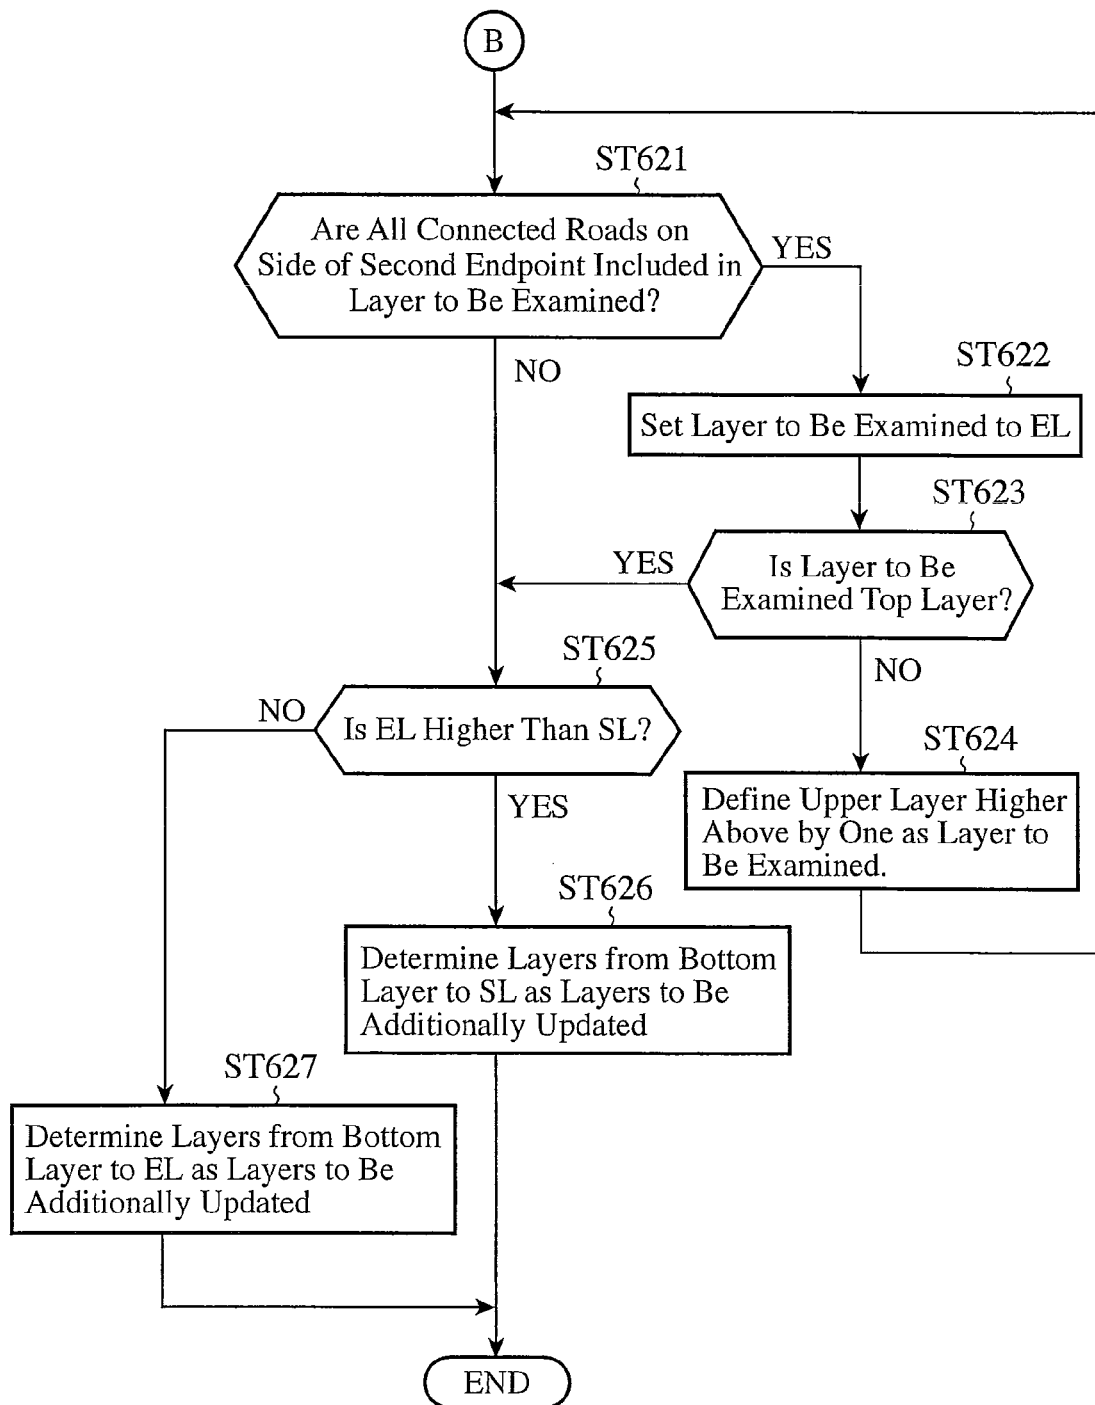 B
ST621
Are All Connected Roads on
Side of Second Endpoint Included in
Layer to Be Examined?
YES
NO
ST622
Set Layer to Be Examined to EL
ST623
Is Layer to Be
Examined Top Layer?
YES
NO
ST625
Is EL Higher Than SL?
NO
YES
ST624
Define Upper Layer Higher
Above by One as Layer to
Be Examined.
ST626
Determine Layers from Bottom
Layer to SL as Layers to Be
Additionally Updated
ST627
Determine Layers from Bottom
Layer to EL as Layers to Be
Additionally Updated
END